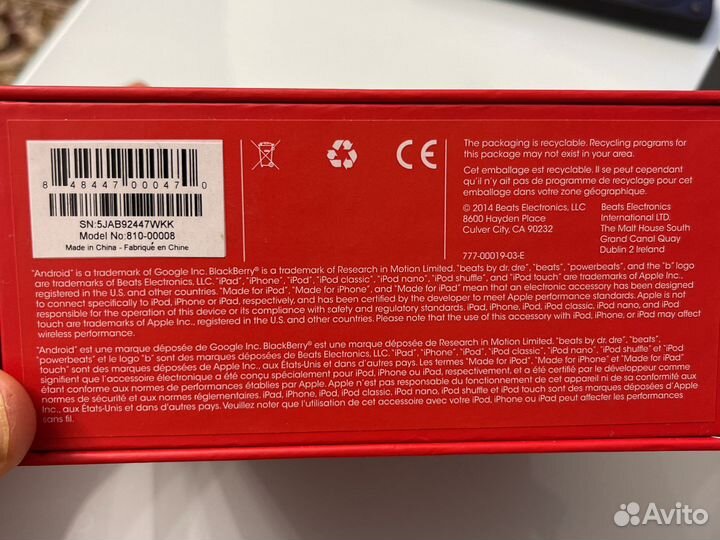 8 48447 00047 0
SN:5JAB92447WKK
Model No:810-00008
Made in China - Fabriqué en Chine
CE
The packaging is recyclable. Recycling programs for
this package may not exist in your area.
Cet emballage est recyclable. Il se peut cependant
qu'il n'y ait pas de programme de recyclage pour cet
emballage dans votre zone géographique.
© 2014 Beats Electronics, LLC
8600 Hayden Place
Culver City, CA 90232
Beats Electronics
International LTD.
The Malt House South
Grand Canal Quay
Dublin 2 Ireland
777-00019-03-E
"Android" is a trademark of Google Inc. BlackBerry® is a trademark of Research in Motion Limited. "beats by dr. dre", "beats", "powerbeats", and the "b" logo
are trademarks of Beats Electronics, LLC. "iPad", "iPhone", "iPod", "iPod classic", "iPod nano", "iPod shuffle", and "iPod touch" are trademarks of Apple Inc.,
registered in the U.S. and other countries. "Made for iPod", "Made for iPhone" and "Made for iPad" mean that an electronic accessory has been designed
to connect specifically to iPod, iPhone or iPad, respectively, and has been certified by the developer to meet Apple performance standards. Apple is not
responsible for the operation of this device or its compliance with safety and regulatory standards. iPad, iPhone, iPod, iPod classic, iPod nano, and iPod
touch are trademarks of Apple Inc., registered in the U.S. and other countries. Please note that the use of this accessory with iPod, iPhone, or iPad may affect
wireless performance.
"Android" est une marque déposée de Google Inc. BlackBerry® est une marque déposée de Research in Motion Limited. "beats by dr. dre", "beats",
"powerbeats" et le logo "b" sont des marques déposées de Beats Electronics, LLC. "iPad", "iPhone", "iPod", "iPod classic", "iPod nano", "iPod shuffle" et "iPod
touch" sont des marques déposées de Apple Inc., aux États-Unis et dans d'autres pays. Les termes "Made for iPod", "Made for iPhone" et "Made for iPad"
signifient que l'accessoire électronique a été conçu spécialement pour iPod, iPhone ou iPad, respectivement, et a été certifié par le développeur comme
étant conforme aux normes de performances établies par Apple. Apple n'est pas responsable du fonctionnement de cet appareil ni de sa conformité aux
normes de sécurité et aux normes réglementaires. iPad, iPhone, iPod, iPod classic, iPod nano, iPod shuffle et iPod touch sont des marques déposées d'Apple
Inc., aux États-Unis et dans d'autres pays. Veuillez noter que l'utilisation de cet accessoire avec votre iPod, iPhone ou iPad peut affecter les performances
sans fil.
Avito